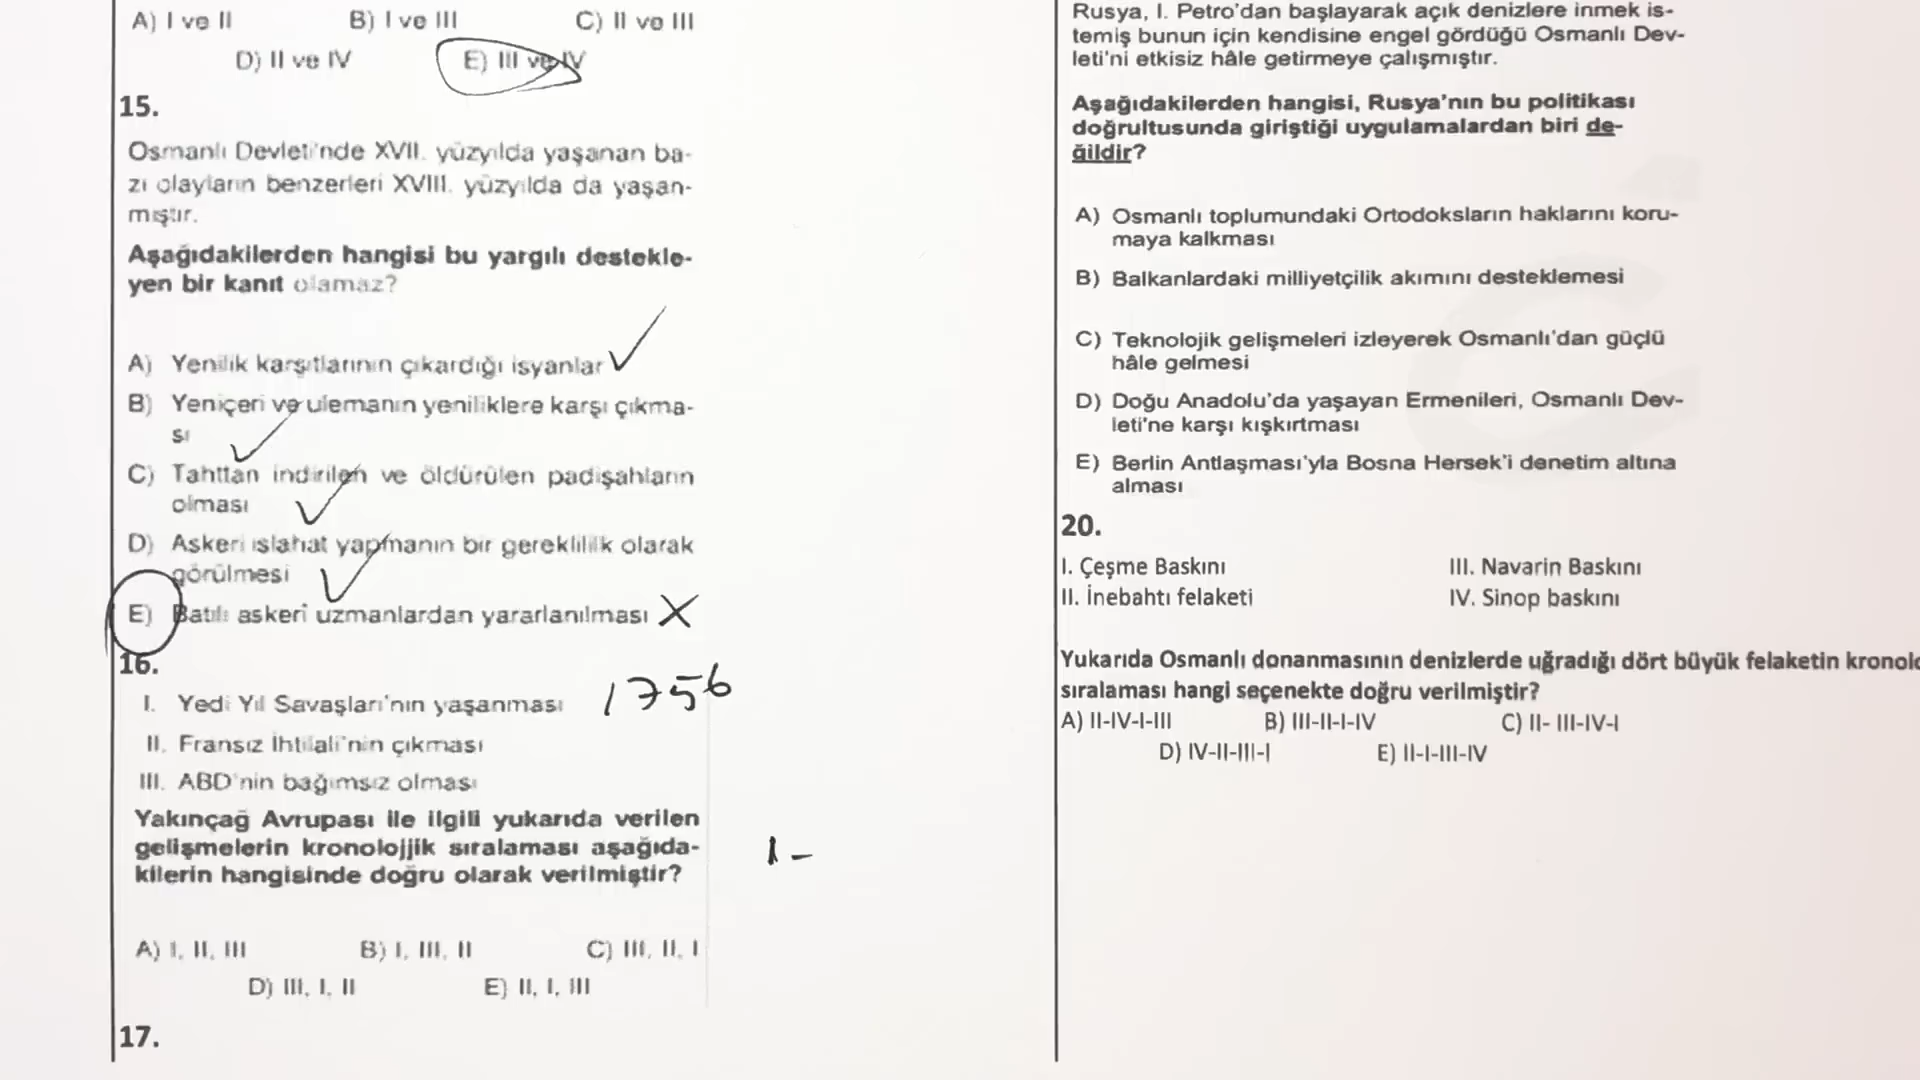 A) I ve II B) I ve III C) II ve III
D) II ve IV E) III ve IV
15.
Osmanlı Devleti'nde XVII. yüzyılda yaşanan ba-
zı olayların benzerleri XVIII. yüzyılda da yaşan-
mıştır.
Aşağıdakilerden hangisi bu yargılı destekle-
yen bir kanıt olamaz?
A) Yenilik karşıtlarının çıkardığı isyanlar
B) Yeniçeri ve ulemanın yeniliklere karşı çıkma-
sı
C) Tahttan indirilen ve öldürülen padişahların
olması
D) Askeri ıslahat yapmanın bir gereklilik olarak
görülmesi
E) Batılı askeri uzmanlardan yararlanılması X
16.
I. Yedi Yıl Savaşları'nın yaşanması 1756
II. Fransız İhtilali'nin çıkması
III. ABD'nin bağımsız olması
Yakınçağ Avrupası ile ilgili yukarıda verilen
gelişmelerin kronolojjik sıralaması aşağıda-
kilerin hangisinde doğru olarak verilmiştir?
1 -
A) I, II, III B) I, III, II C) III, II, I
D) III, I, II E) II, I, III
17.
Rusya, I. Petro'dan başlayarak açık denizlere inmek is-
temiş bunun için kendisine engel gördüğü Osmanlı Dev-
leti'ni etkisiz hâle getirmeye çalışmıştır.
Aşağıdakilerden hangisi, Rusya'nın bu politikası
doğrultusunda giriştiği uygulamalardan biri de-
ğildir?
A) Osmanlı toplumundaki Ortodoksların haklarını koru-
maya kalkması
B) Balkanlardaki milliyetçilik akımını desteklemesi
C) Teknolojik gelişmeleri izleyerek Osmanlı'dan güçlü
hâle gelmesi
D) Doğu Anadolu'da yaşayan Ermenileri, Osmanlı Dev-
leti'ne karşı kışkırtması
E) Berlin Antlaşması'yla Bosna Hersek'i denetim altına
alması
20.
I. Çeşme Baskını III. Navarin Baskını
II. İnebahtı felaketi IV. Sinop baskını
Yukarıda Osmanlı donanmasının denizlerde uğradığı dört büyük felaketin kronolo
sıralaması hangi seçenekte doğru verilmiştir?
A) II-IV-I-III B) III-II-I-IV C) II- III-IV-I
D) IV-II-III-I E) II-I-III-IV